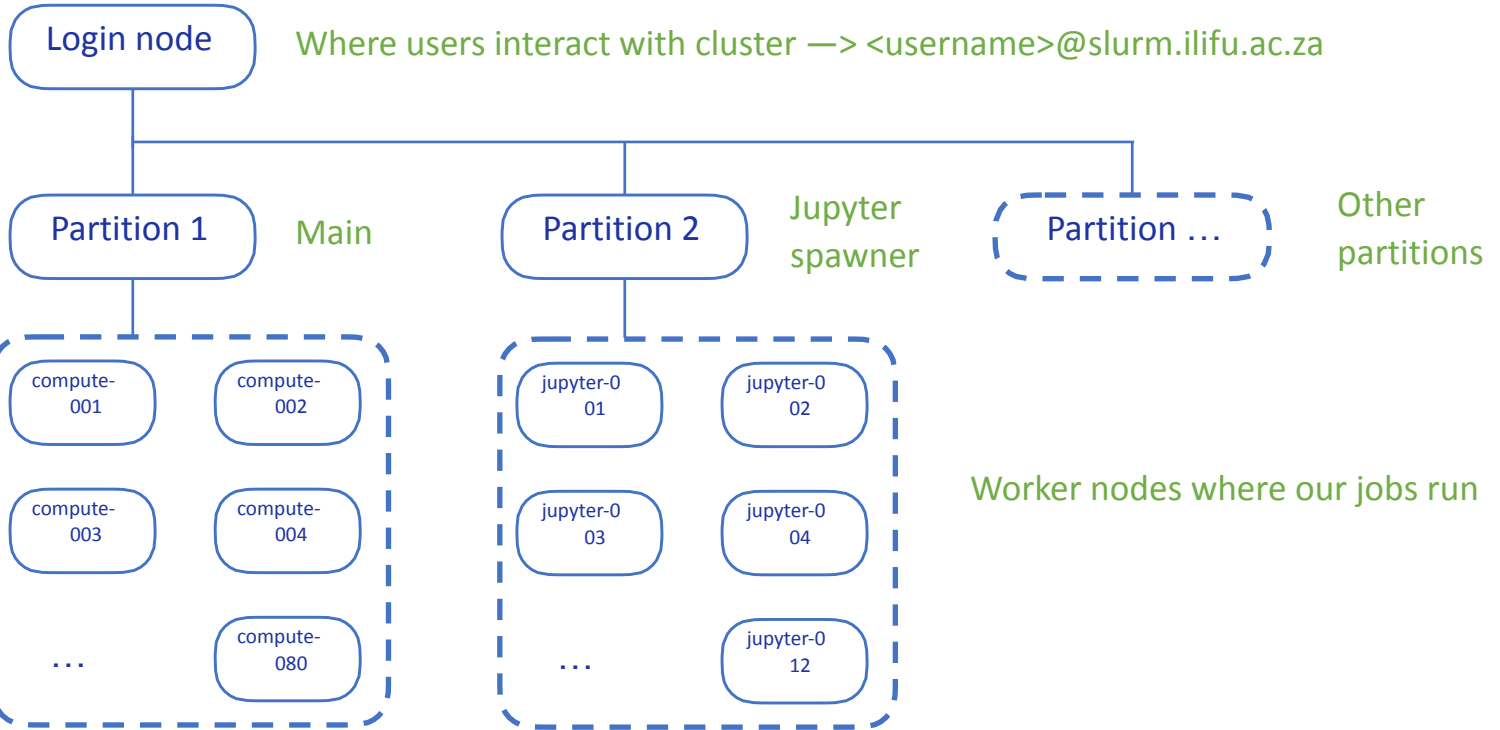 Login node
Where users interact with cluster —> <username>@slurm.ilifu.ac.za
Partition 1
Main
Partition 2
Jupyter
spawner
Partition ...
Other
partitions
compute-
001
compute-
002
jupyter-0
01
jupyter-0
02
compute-
003
compute-
004
jupyter-0
03
jupyter-0
04
Worker nodes where our jobs run
...
compute-
080
...
jupyter-0
12